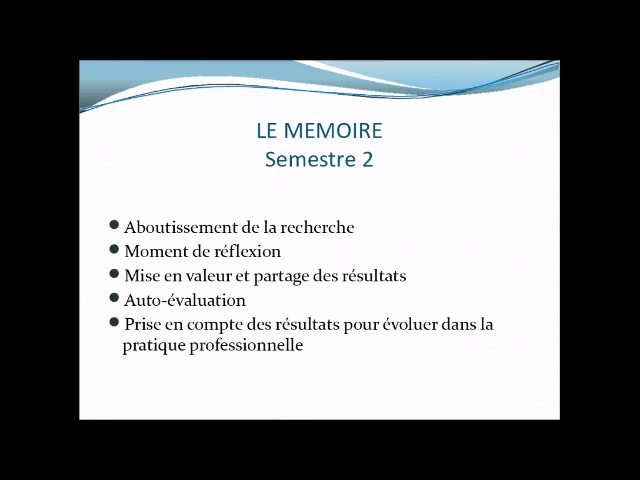 LE MEMOIRE
Semestre 2
Aboutissement de la recherche
Moment de réflexion
Mise en valeur et partage des résultats
Auto-évaluation
Prise en compte des résultats pour évoluer dans la
pratique professionnelle